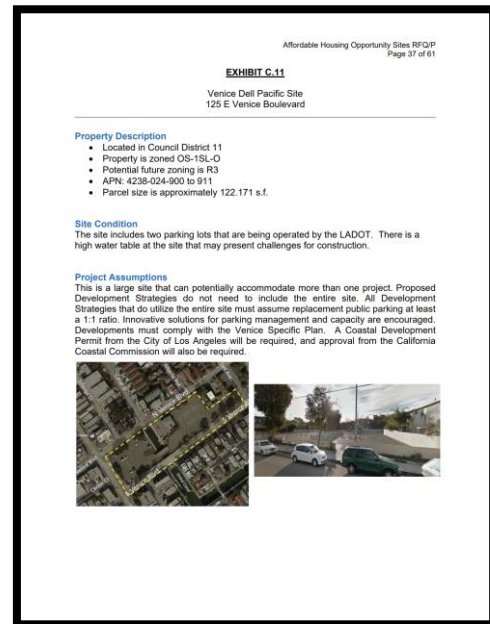 Affordable Housing Opportunity Sites RFQ/P
Page 37 of 61
EXHIBIT C.11
Venice Dell Pacific Site
125 E Venice Boulevard
Property Description
• Located in Council District 11
• Property is zoned OS-1SL-O
• Potential future zoning is R3
• APN: 4238-024-900 to 911
• Parcel size is approximately 122.171 s.f.
Site Condition
The site includes two parking lots that are being operated by the LADOT. There is a
high water table at the site that may present challenges for construction.
Project Assumptions
This is a large site that can potentially accommodate more than one project. Proposed
Development Strategies do not need to include the entire site. All Development
Strategies that do utilize the entire site must assume replacement public parking at least
a 1:1 ratio. Innovative solutions for parking management and capacity are encouraged.
Developments must comply with the Venice Specific Plan. A Coastal Development
Permit from the City of Los Angeles will be required, and approval from the California
Coastal Commission will also be required.
N Venice Blvd
S Venice Blvd